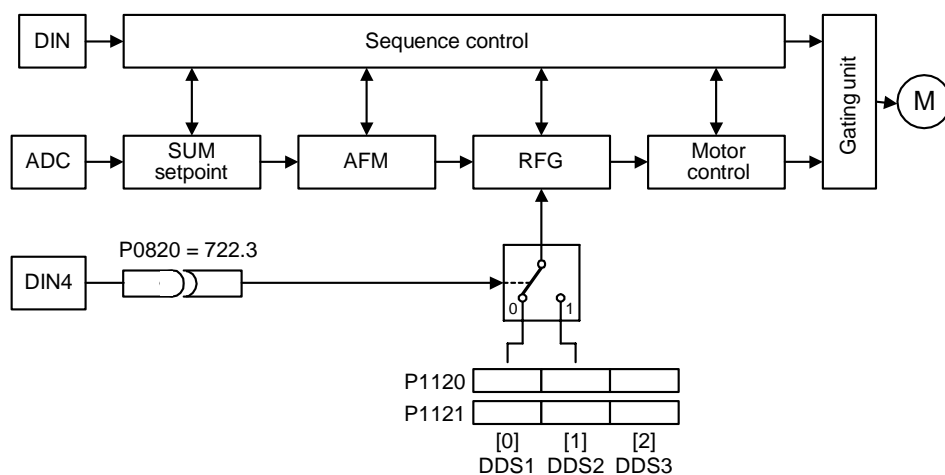 DIN
Sequence control
Gating unit
M
ADC
SUM
setpoint
AFM
RFG
Motor
control
P0820 = 722.3
DIN4
0
1
P1120
P1121
[0] [1] [2]
DDS1 DDS2 DDS3